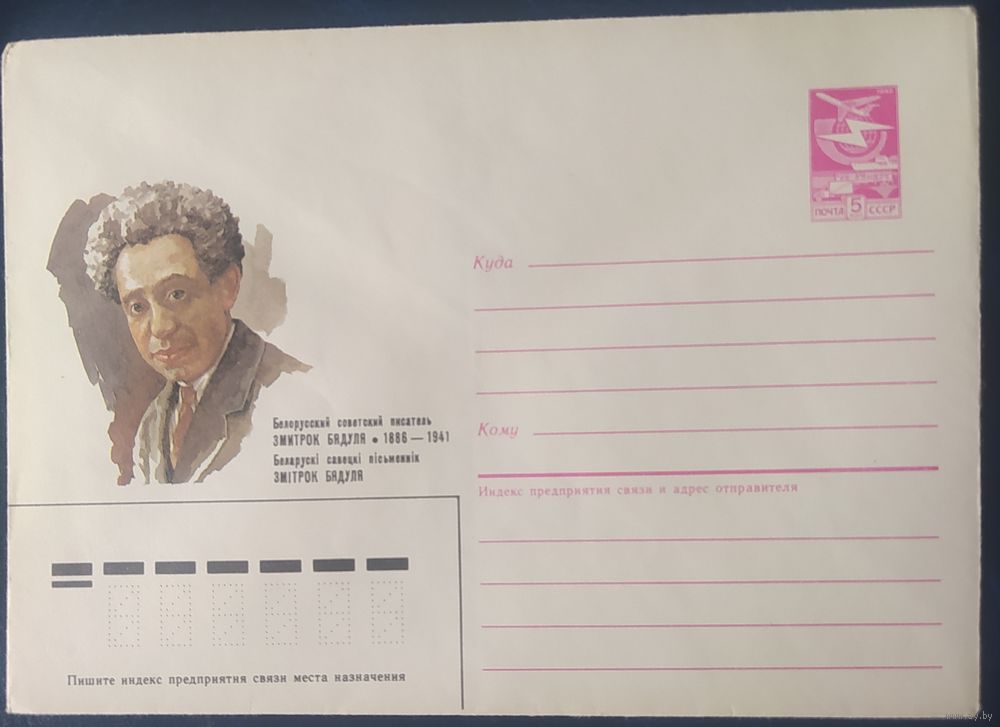 ПОЧТА 5 СССР
Куда
Белорусский советский писатель
ЗМИТРОК БЯДУЛЯ • 1886 — 1941
Беларускі савецкі пісьменнік
ЗМІТРОК БЯДУЛЯ
Кому
Индекс предприятия связи и адрес отправителя
Пишите индекс предприятия связи места назначения